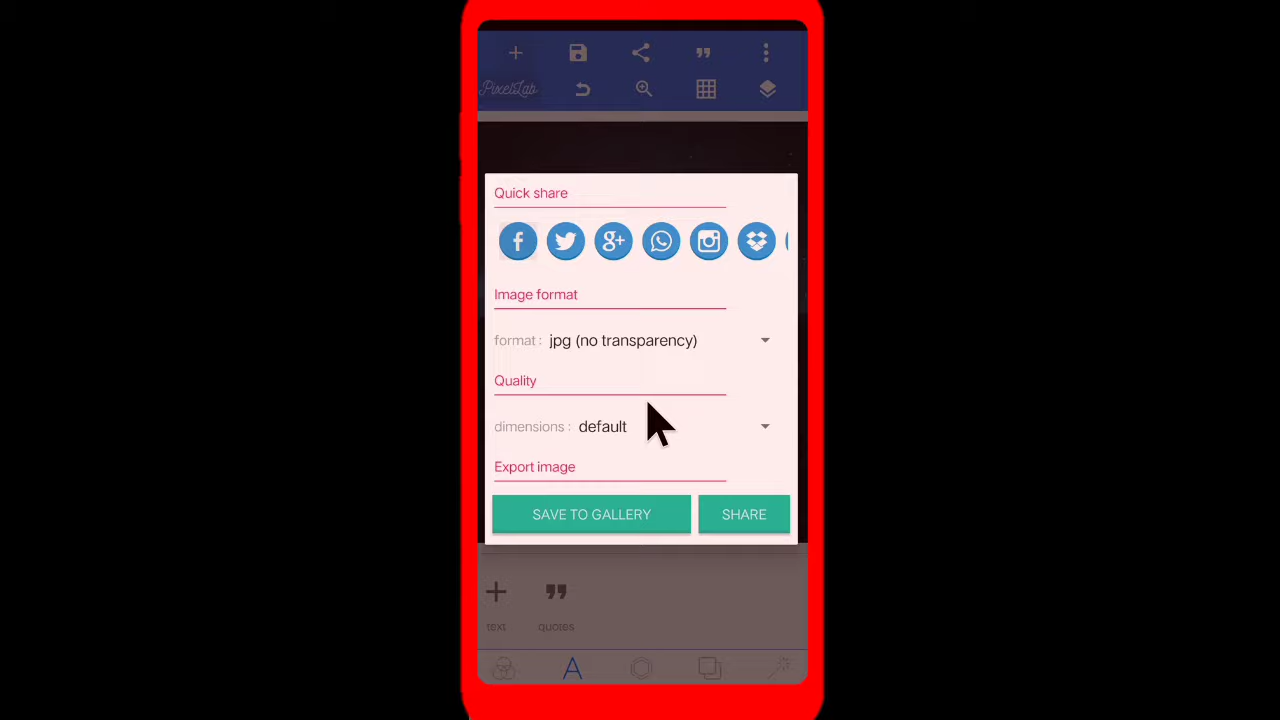 PixelLab
Quick share
Image format
format : jpg (no transparency)
Quality
dimensions : default
Export image
SAVE TO GALLERY SHARE
text quotes